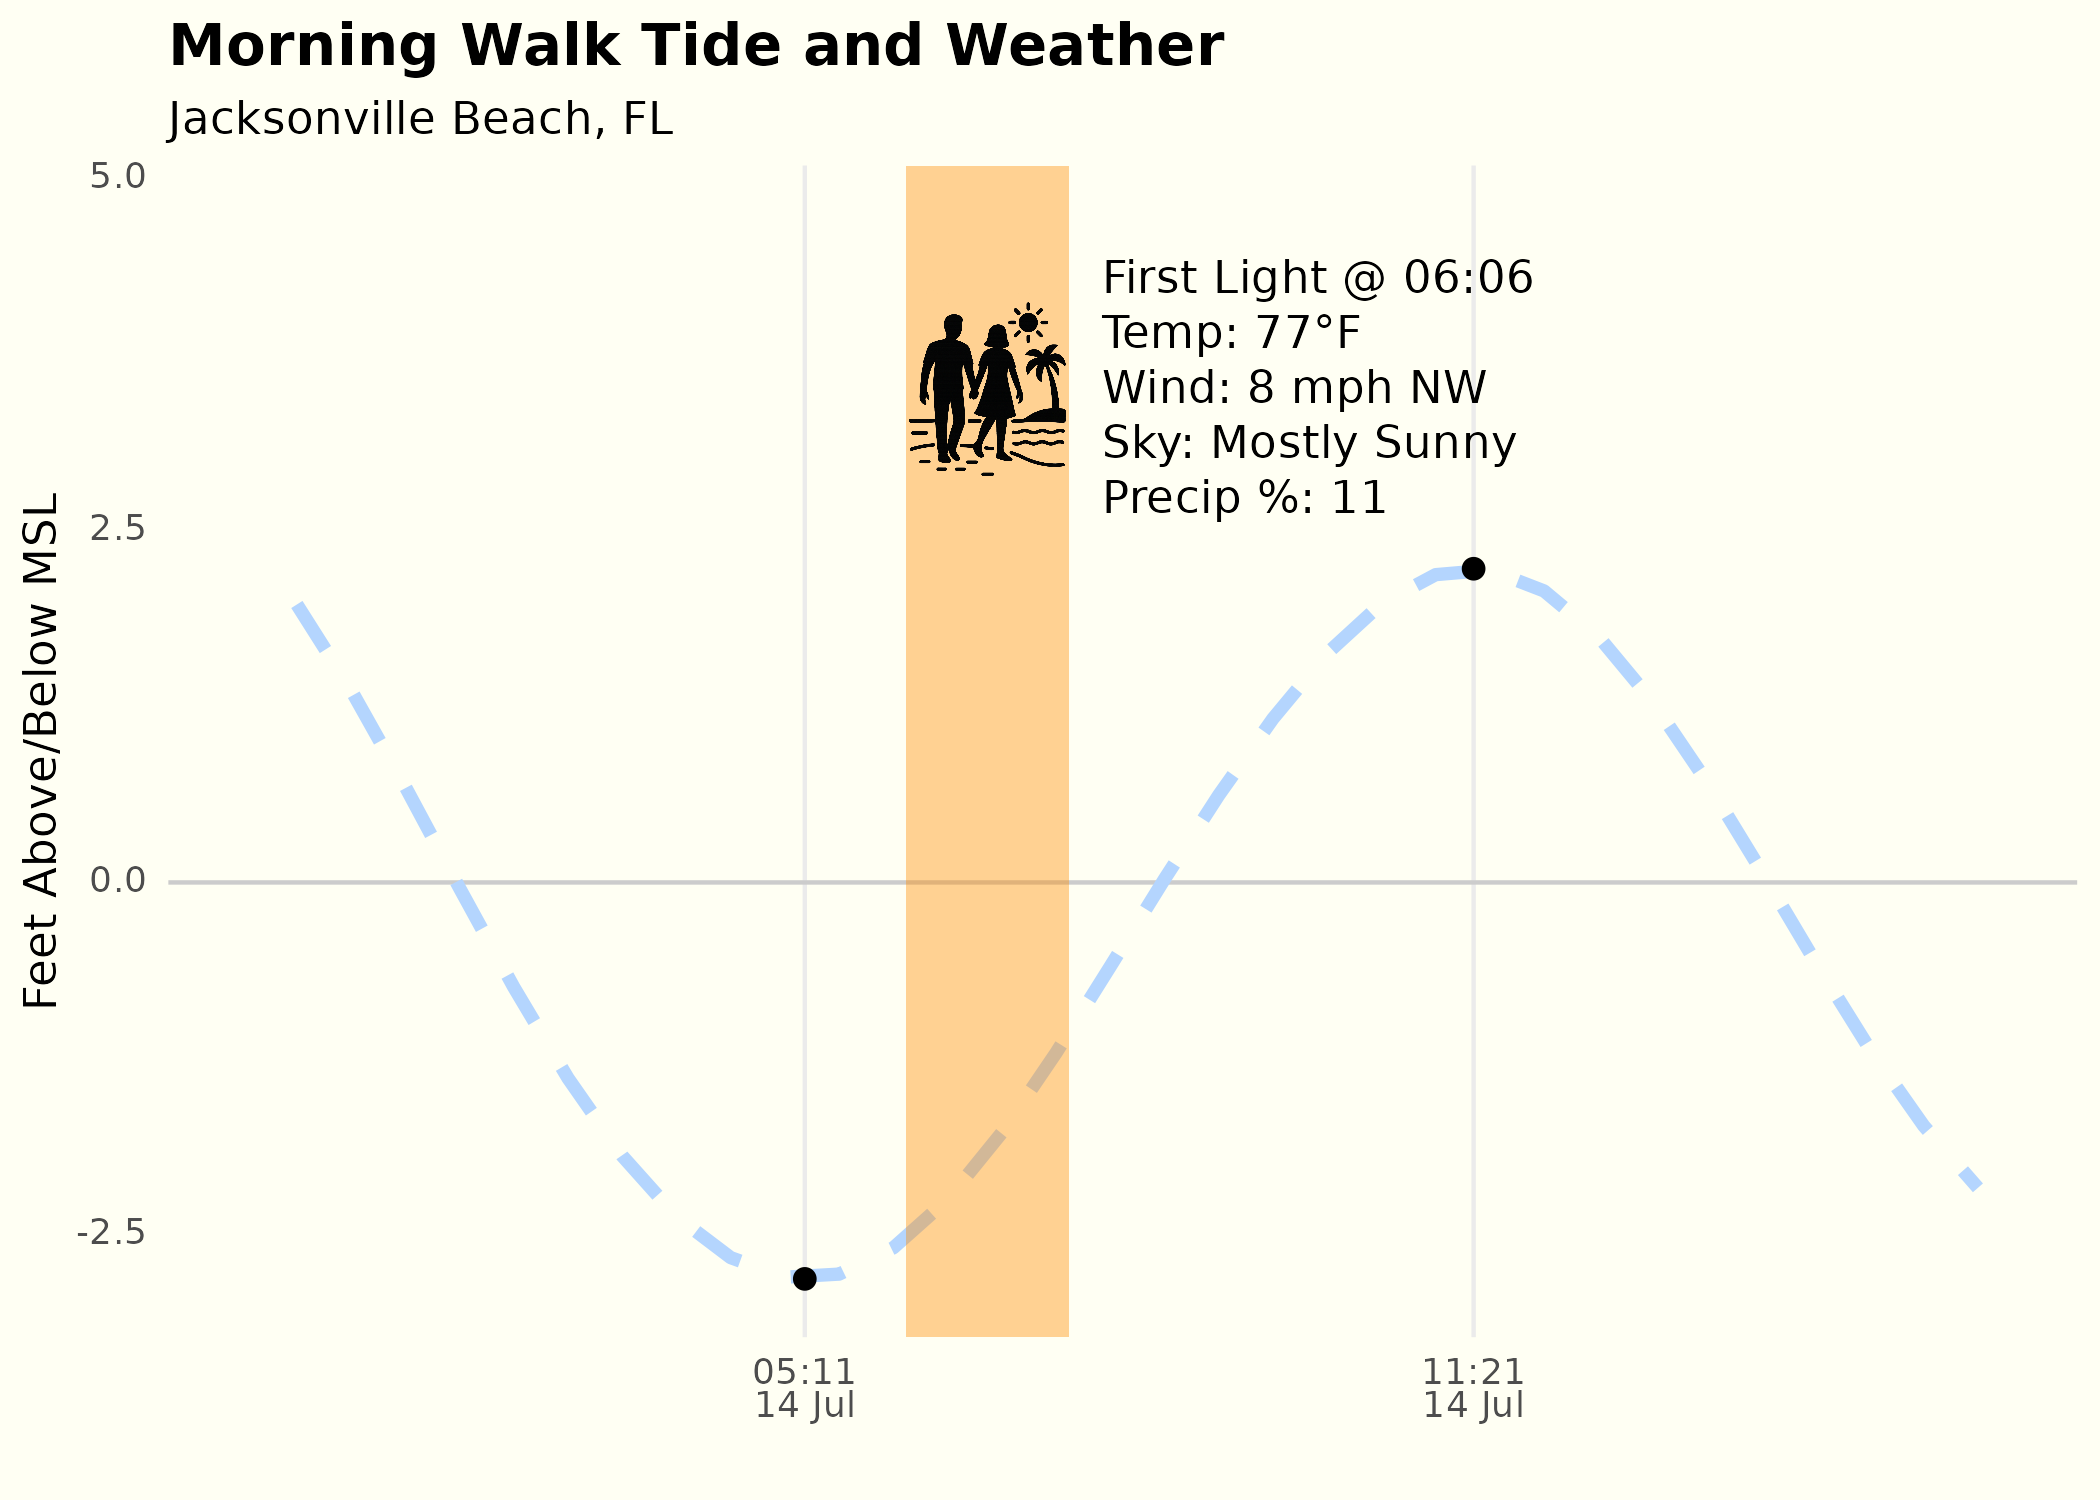 Morning Walk Tide and Weather
Jacksonville Beach, FL
Feet Above/Below MSL
5.0
2.5
0.0
-2.5
First Light @ 06:06
Temp: 77°F
Wind: 8 mph NW
Sky: Mostly Sunny
Precip %: 11
05:11
14 Jul
11:21
14 Jul